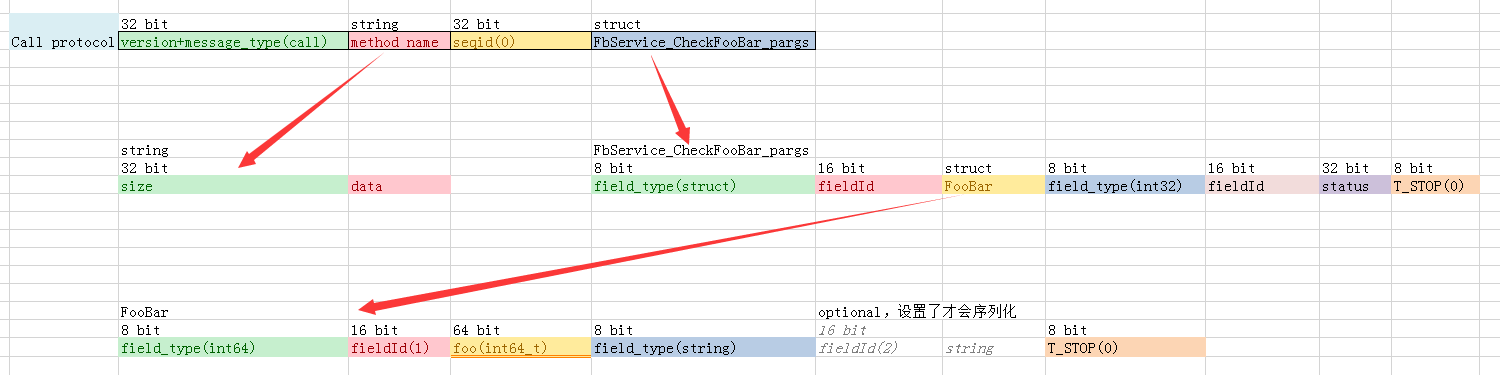 32 bit string 32 bit struct
Call protocol version+message_type(call) method name seqid(0) FbService_CheckFooBar_pargs
string FbService_CheckFooBar_pargs
32 bit 8 bit 16 bit struct 8 bit 16 bit 32 bit 8 bit
size data field_type(struct) fieldId FooBar field_type(int32) fieldId status T_STOP(0)
FooBar optional，设置了才会序列化
8 bit 16 bit 64 bit 8 bit 16 bit 8 bit
field_type(int64) fieldId(1) foo(int64_t) field_type(string) fieldId(2) string T_STOP(0)